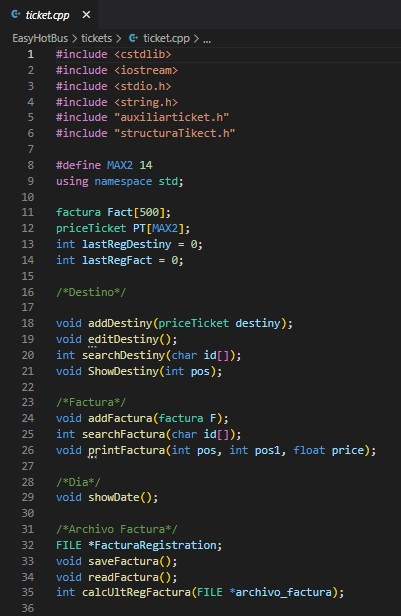 ticket.cpp ×
EasyHotBus > tickets > ticket.cpp > ...
1 #include <cstdlib>
2 #include <iostream>
3 #include <stdio.h>
4 #include <string.h>
5 #include "auxiliarticket.h"
6 #include "structuraTikect.h"
7
8 #define MAX2 14
9 using namespace std;
10
11 factura Fact[500];
12 priceTicket PT[MAX2];
13 int lastRegDestiny = 0;
14 int lastRegFact = 0;
15
16 /*Destino*/
17
18 void addDestiny(priceTicket destiny);
19 void editDestiny();
20 int searchDestiny(char id[]);
21 void ShowDestiny(int pos);
22
23 /*Factura*/
24 void addFactura(factura F);
25 int searchFactura(char id[]);
26 void printFactura(int pos, int pos1, float price);
27
28 /*Dia*/
29 void showDate();
30
31 /*Archivo Factura*/
32 FILE *FacturaRegistration;
33 void saveFactura();
34 void readFactura();
35 int calcUltRegFactura(FILE *archivo_factura);
36